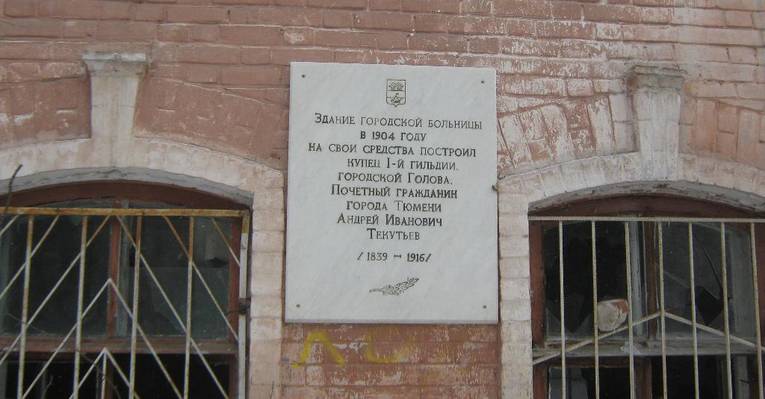 Здание городской больницы
в 1904 году
на свои средства построил
купец I-й гильдии,
городской Голова,
Почетный гражданин
города Тюмени
Андрей Иванович
Текутьев
/1839 — 1916/